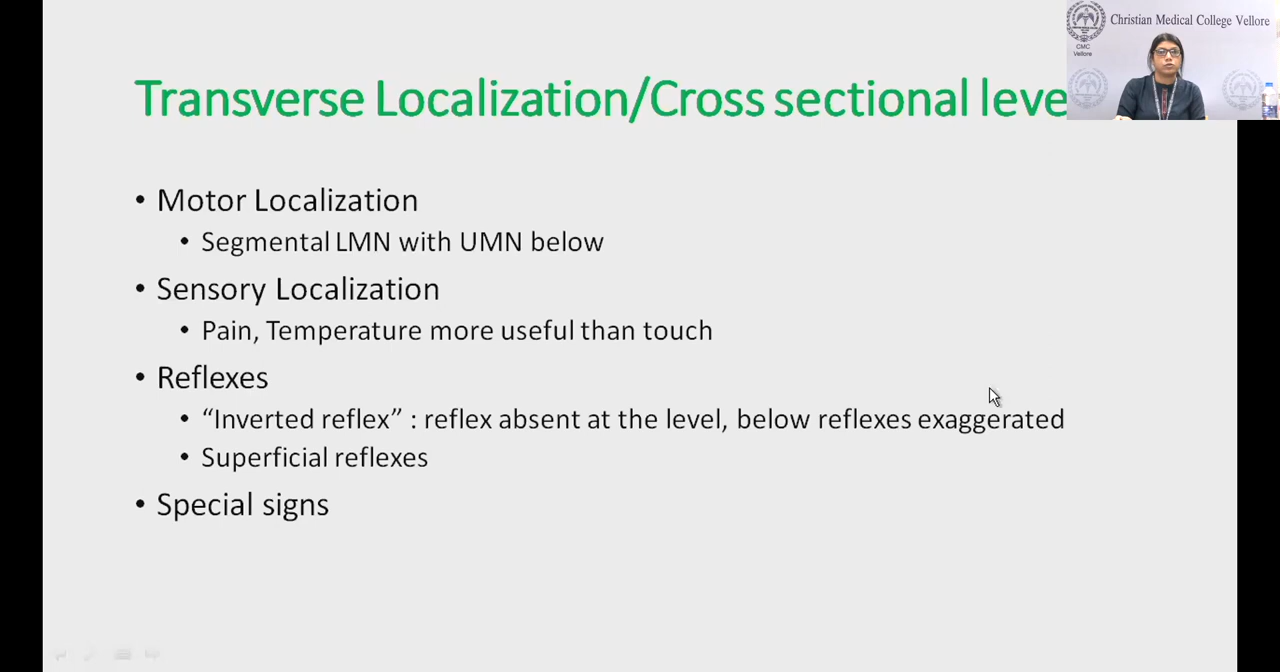 Christian Medical College Vellore
CMC
Vellore
Transverse Localization/Cross sectional leve
• Motor Localization
• Segmental LMN with UMN below
• Sensory Localization
• Pain, Temperature more useful than touch
• Reflexes
• “Inverted reflex” : reflex absent at the level, below reflexes exaggerated
• Superficial reflexes
• Special signs